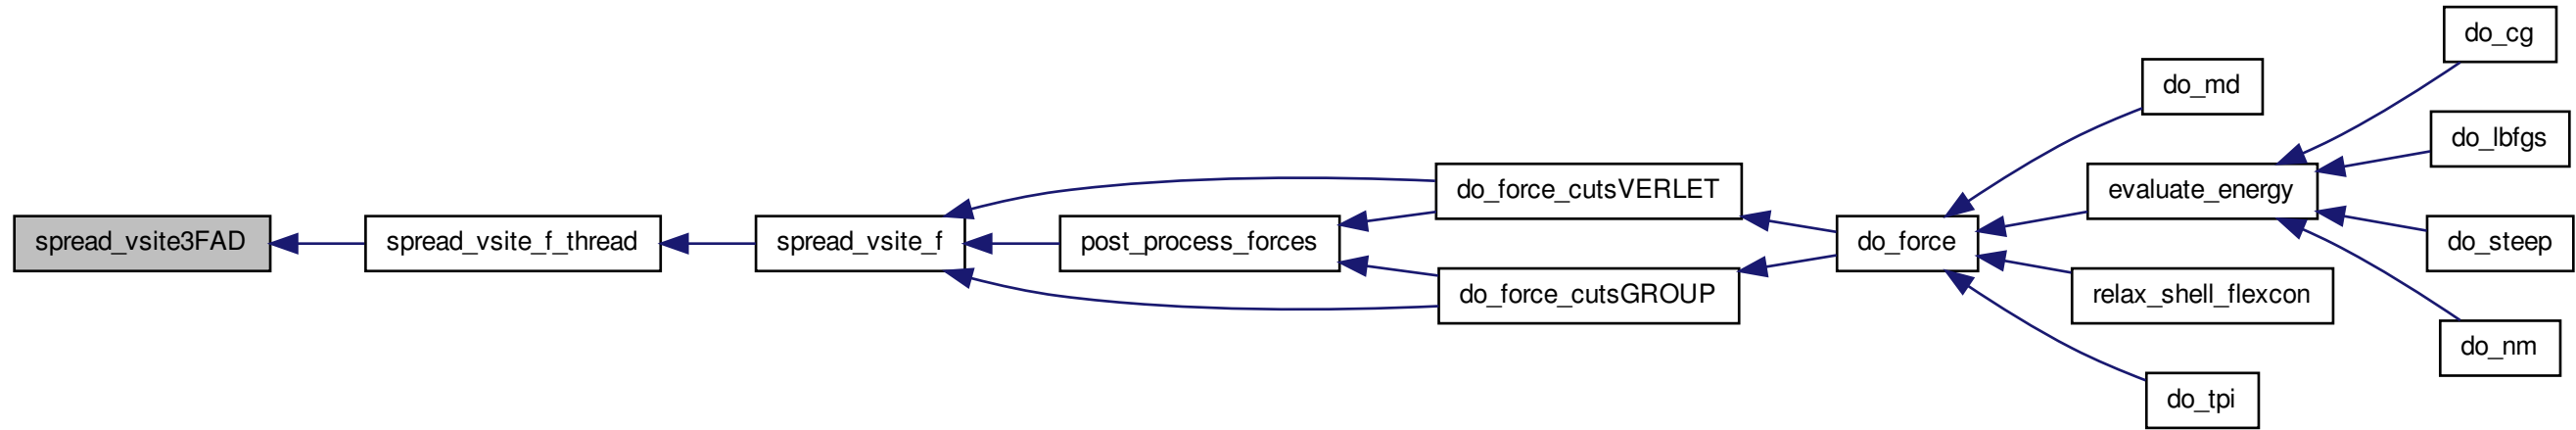 spread_vsite3FAD
spread_vsite_f_thread
spread_vsite_f
post_process_forces
do_force_cutsVERLET
do_force_cutsGROUP
do_force
do_md
evaluate_energy
relax_shell_flexcon
do_tpi
do_cg
do_lbfgs
do_steep
do_nm